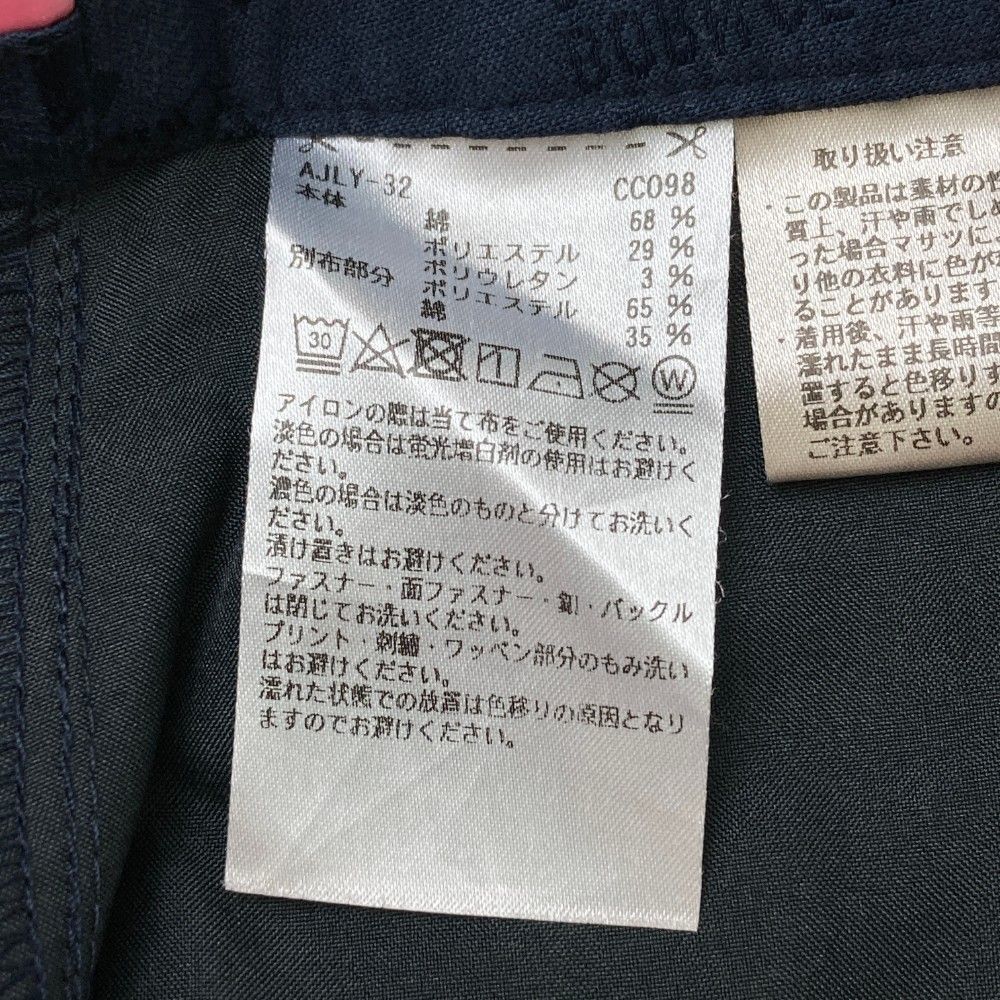 AJLY-32 CC098
本体 綿 68 %
ポリエステル 29 %
ポリウレタン 3 %
別布部分 ポリエステル 65 %
綿 35 %
30
W
アイロンの際は当て布をご使用ください。
淡色の場合は蛍光増白剤の使用はお避けく
ださい。
濃色の場合は淡色のものと分けてお洗いく
ださい。
漬け置きはお避けください。
ファスナー・面ファスナー・釦・バックル
は閉じてお洗いください。
プリント・刺繍・ワッペン部分のもみ洗い
はお避けください。
濡れた状態での放置は色移りの原因となり
ますのでお避けください。
取り扱い注意
・この製品は素材の性
質上、汗や雨でしめ
った場合マサツに
り他の衣料に色が
ることがあります
・着用後、汗や雨等
濡れたまま長時間
置すると色移りす
場合がありますの
ご注意下さい。